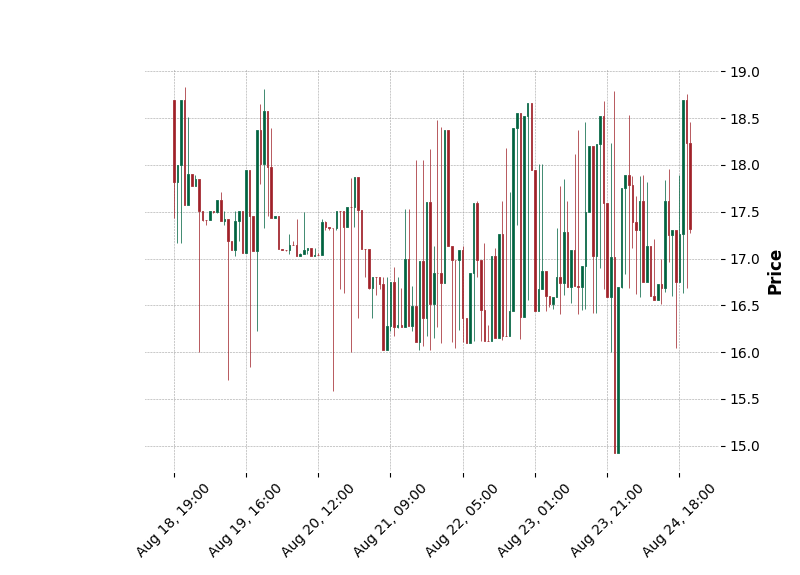 19.0
18.5
18.0
17.5
17.0
16.5
16.0
15.5
15.0
Price
Aug 18, 19:00
Aug 19, 16:00
Aug 20, 12:00
Aug 21, 09:00
Aug 22, 05:00
Aug 23, 01:00
Aug 23, 21:00
Aug 24, 18:00